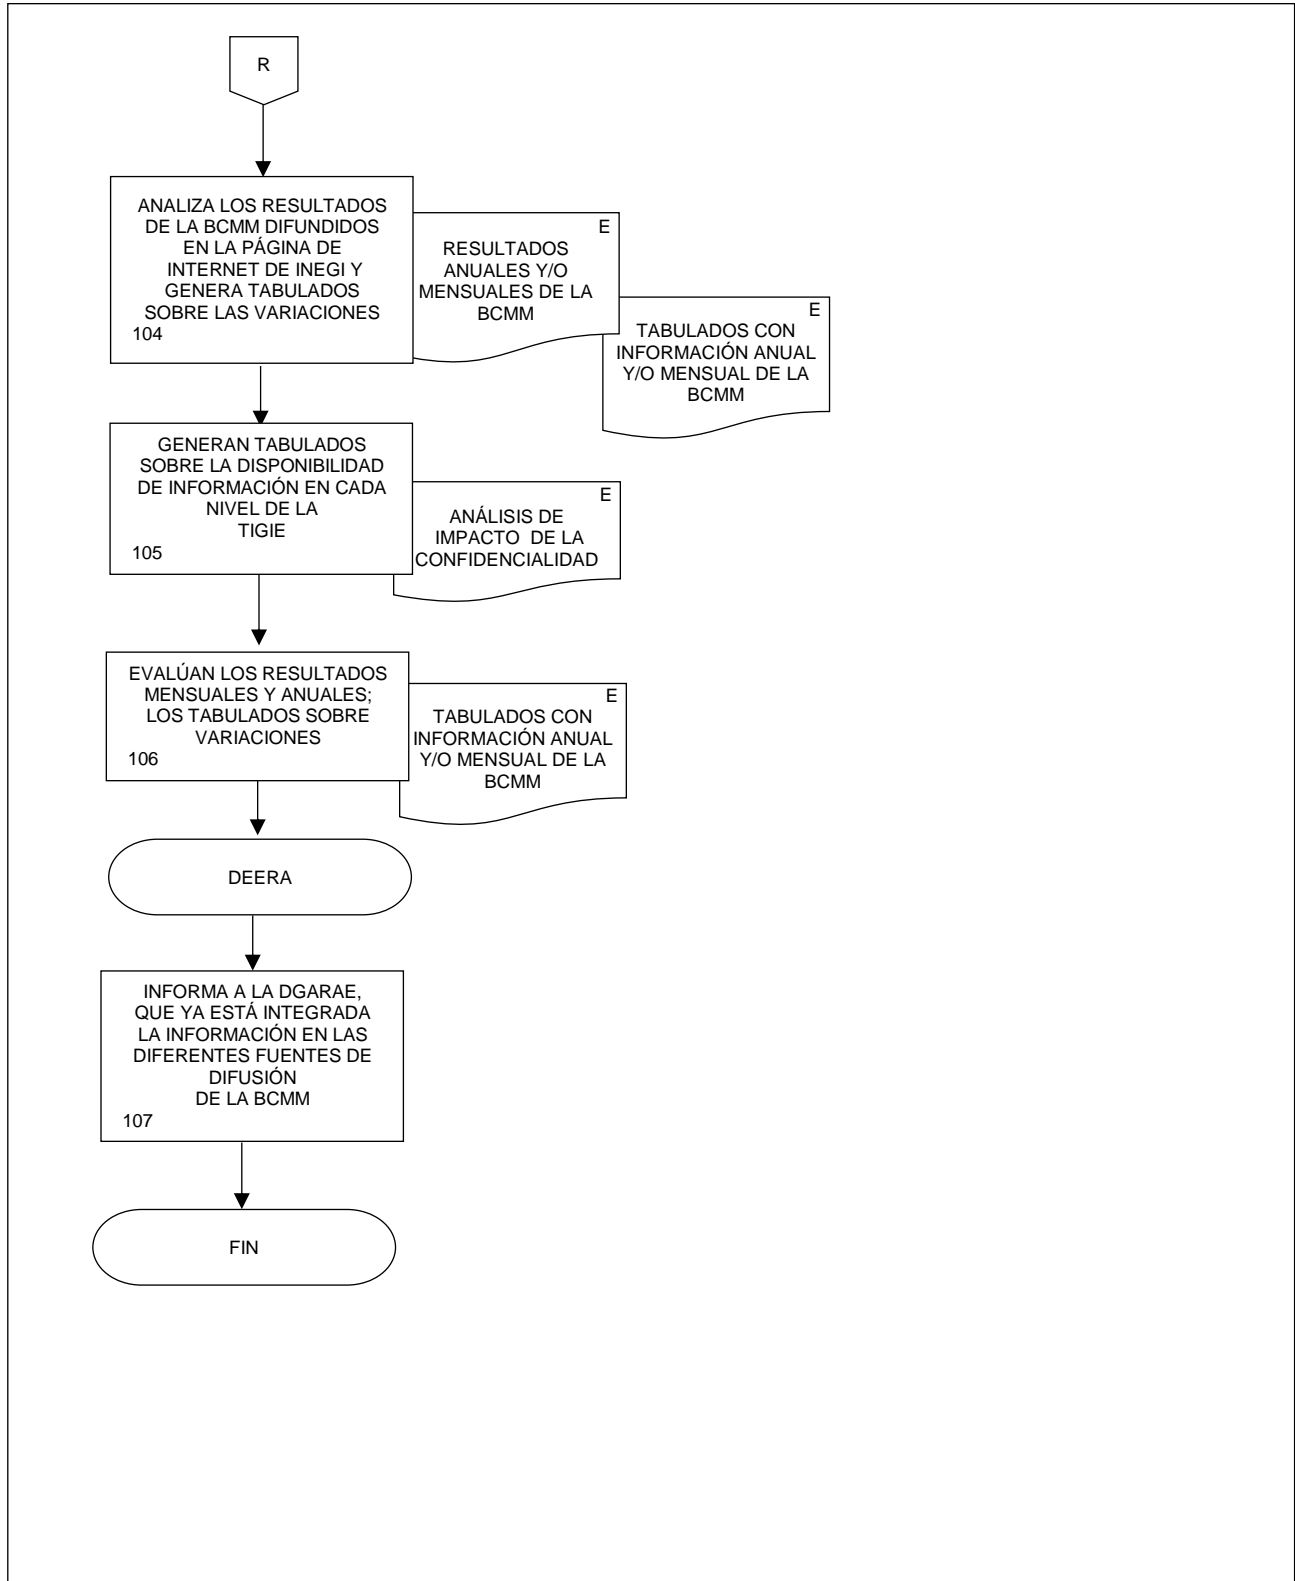 R
ANALIZA LOS RESULTADOS
DE LA BCMM DIFUNDIDOS
EN LA PÁGINA DE
INTERNET DE INEGI Y
GENERA TABULADOS
SOBRE LAS VARIACIONES
104
E
RESULTADOS
ANUALES Y/O
MENSUALES DE LA
BCMM
E
TABULADOS CON
INFORMACIÓN ANUAL
Y/O MENSUAL DE LA
BCMM
GENERAN TABULADOS
SOBRE LA DISPONIBILIDAD
DE INFORMACIÓN EN CADA
NIVEL DE LA
TIGIE
105
E
ANÁLISIS DE
IMPACTO DE LA
CONFIDENCIALIDAD
EVALÚAN LOS RESULTADOS
MENSUALES Y ANUALES;
LOS TABULADOS SOBRE
VARIACIONES
106
E
TABULADOS CON
INFORMACIÓN ANUAL
Y/O MENSUAL DE LA
BCMM
DEERA
INFORMA A LA DGARAE,
QUE YA ESTÁ INTEGRADA
LA INFORMACIÓN EN LAS
DIFERENTES FUENTES DE
DIFUSIÓN
DE LA BCMM
107
FIN